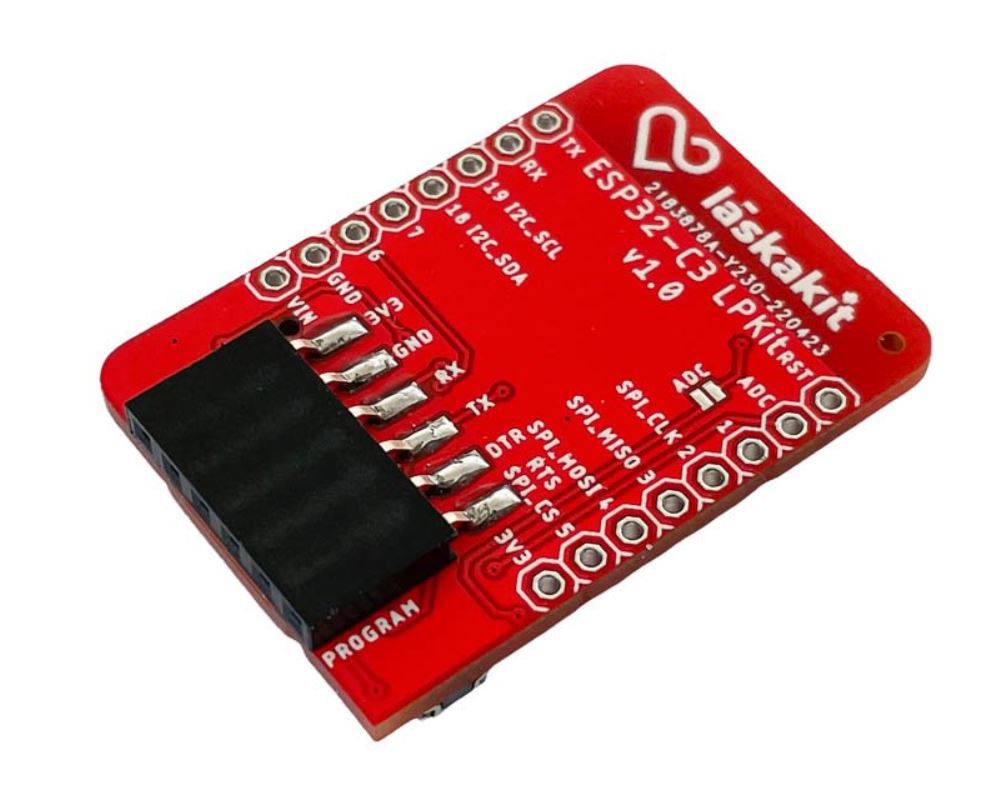 láskakit
2183878A-Y230-220423
ESP32-C3 LPKit
v1.0
TX
RX
19 I2C_SCL
18 I2C_SDA
7
6
GND
VIN
3V3
GND
RX
TX
DTR
RTS
RST
ADC
ADC
1
SPI_CLK 2
SPI_MISO 3
SPI_MOSI 4
SPI_CS 5
3V3
PROGRAM